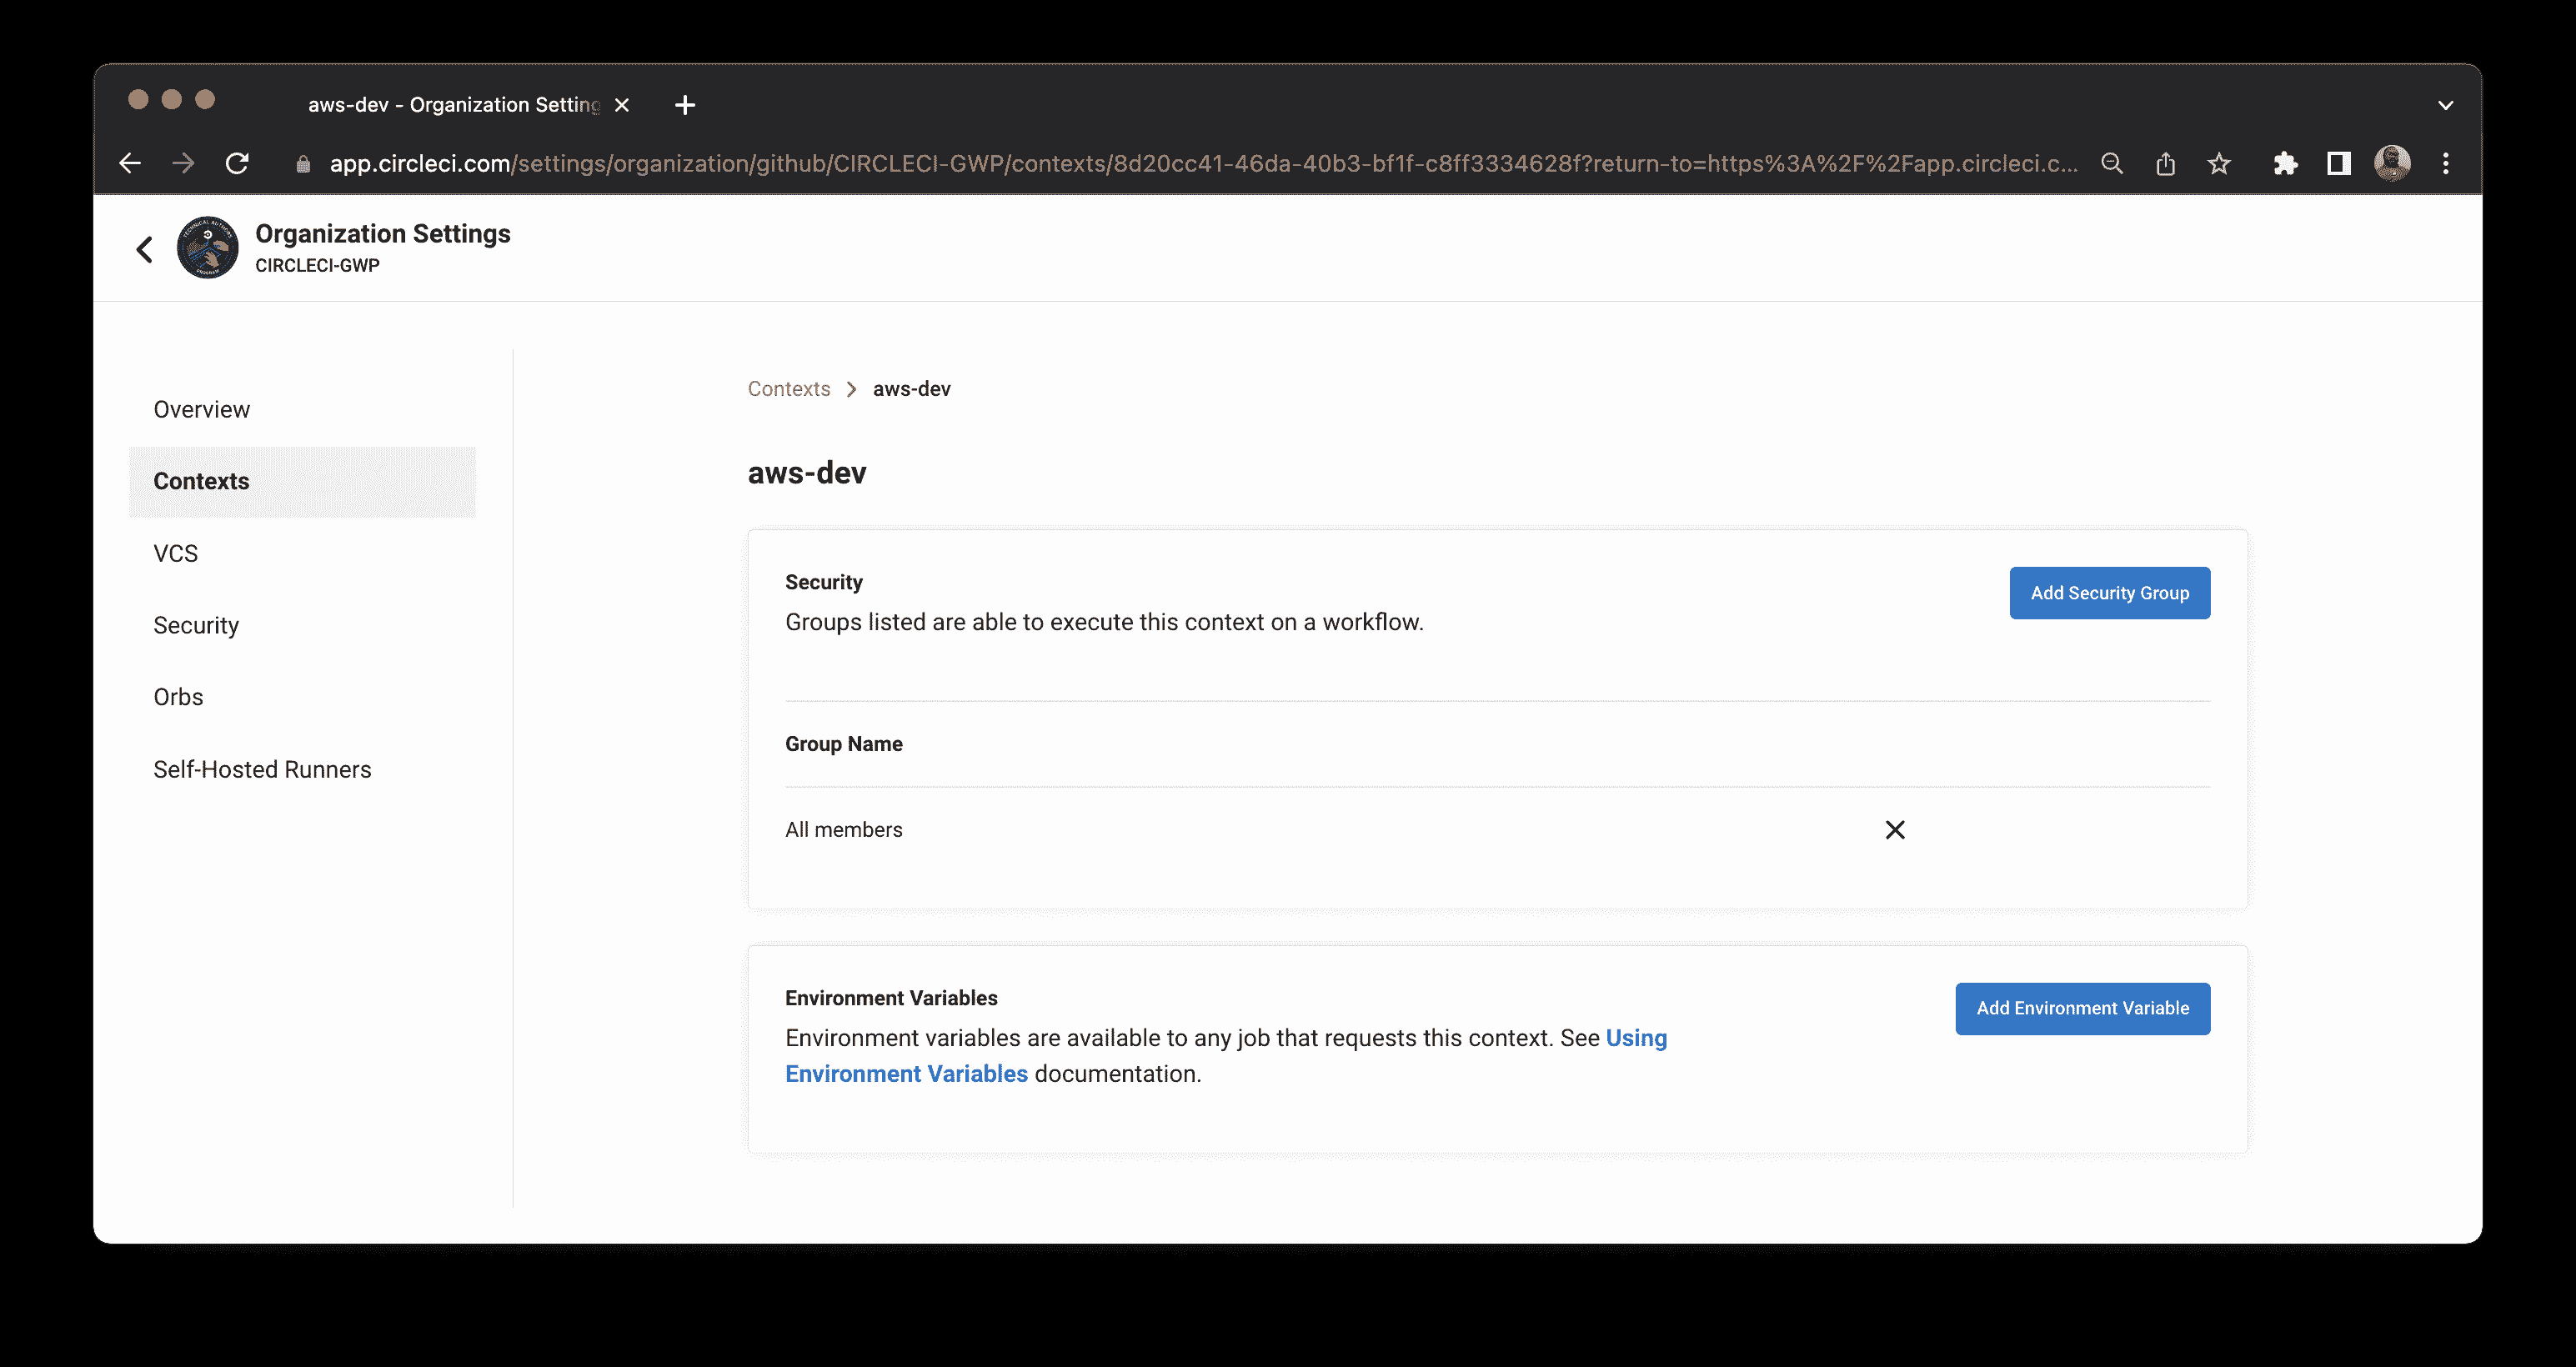 aws-dev - Organization Setting
app.circleci.com/settings/organization/github/CIRCLECI-GWP/contexts/8d20cc41-46da-40b3-bf1f-c8ff3334628f?return-to=https%3A%2F%2Fapp.circleci.c...
Organization Settings
CIRCLECI-GWP
Overview
Contexts
VCS
Security
Orbs
Self-Hosted Runners
Contexts > aws-dev
aws-dev
Security
Add Security Group
Groups listed are able to execute this context on a workflow.
Group Name
All members
Environment Variables
Add Environment Variable
Environment variables are available to any job that requests this context. See Using
Environment Variables documentation.